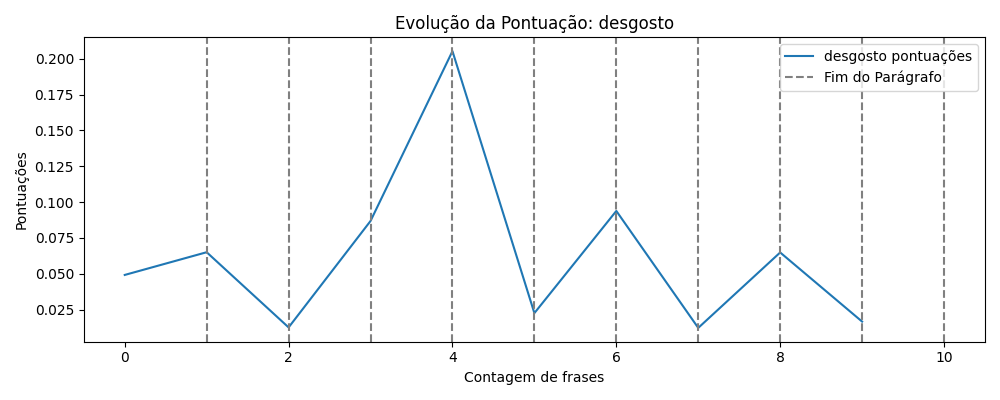 Evolução da Pontuação: desgosto
desgosto pontuações
Fim do Parágrafo
Pontuações
0.200
0.175
0.150
0.125
0.100
0.075
0.050
0.025
0 2 4 6 8 10
Contagem de frases